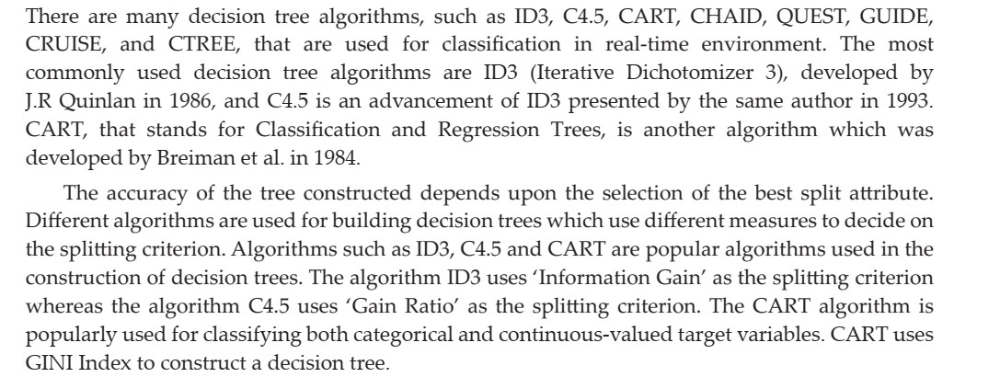 There are many decision tree algorithms, such as ID3, C4.5, CART, CHAID, QUEST, GUIDE,
CRUISE, and CTREE, that are used for classification in real-time environment. The most
commonly used decision tree algorithms are ID3 (Iterative Dichotomizer 3), developed by
J.R Quinlan in 1986, and C4.5 is an advancement of ID3 presented by the same author in 1993.
CART, that stands for Classification and Regression Trees, is another algorithm which was
developed by Breiman et al. in 1984.
The accuracy of the tree constructed depends upon the selection of the best split attribute.
Different algorithms are used for building decision trees which use different measures to decide on
the splitting criterion. Algorithms such as ID3, C4.5 and CART are popular algorithms used in the
construction of decision trees. The algorithm ID3 uses ‘Information Gain’ as the splitting criterion
whereas the algorithm C4.5 uses ‘Gain Ratio’ as the splitting criterion. The CART algorithm is
popularly used for classifying both categorical and continuous-valued target variables. CART uses
GINI Index to construct a decision tree.